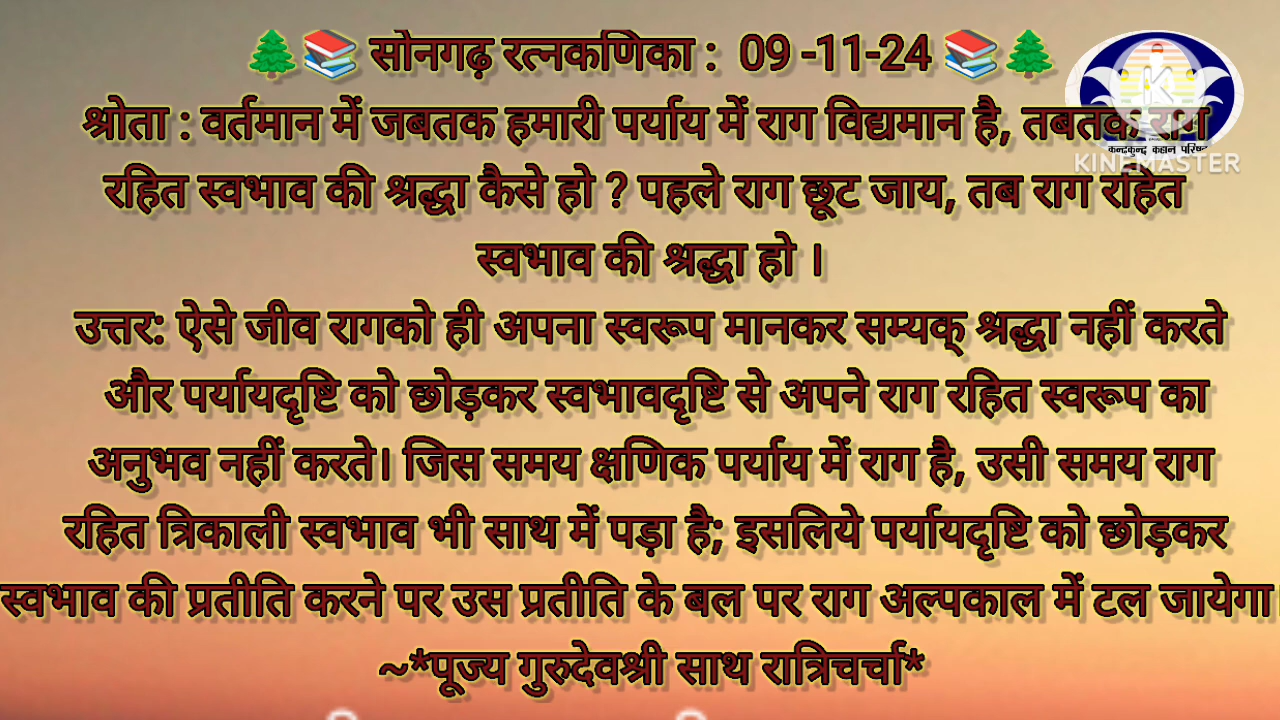 🌲📚 सोनगढ़ रत्नकणिका : 09 -11-24 📚🌲
श्रोता : वर्तमान में जबतक हमारी पर्याय में राग विद्यमान है, तबतक राग
रहित स्वभाव की श्रद्धा कैसे हो ? पहले राग छूट जाय, तब राग रहित
स्वभाव की श्रद्धा हो ।
उत्तर: ऐसे जीव रागको ही अपना स्वरूप मानकर सम्यक् श्रद्धा नहीं करते
और पर्यायदृष्टि को छोड़कर स्वभावदृष्टि से अपने राग रहित स्वरूप का
अनुभव नहीं करते। जिस समय क्षणिक पर्याय में राग है, उसी समय राग
रहित त्रिकाली स्वभाव भी साथ में पड़ा है; इसलिये पर्यायदृष्टि को छोड़कर
स्वभाव की प्रतीति करने पर उस प्रतीति के बल पर राग अल्पकाल में टल जायेगा।
~*पूज्य गुरुदेवश्री साथ रात्रिचर्चा*
कहान
KINEMASTER